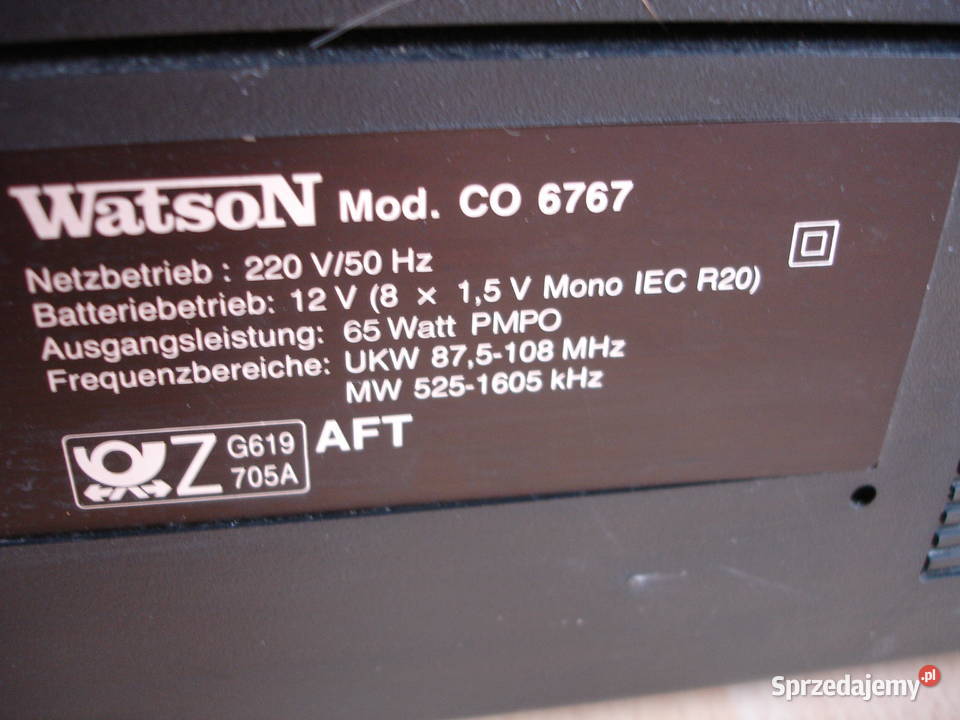 WatsoN Mod. CO 6767
Netzbetrieb : 220 V/50 Hz
Batteriebetrieb: 12 V (8 × 1,5 V Mono IEC R20)
Ausgangsleistung: 65 Watt PMPO
Frequenzbereiche: UKW 87,5-108 MHz
MW 525-1605 kHz
Z G619 705A AFT
Sprzedajemy.pl